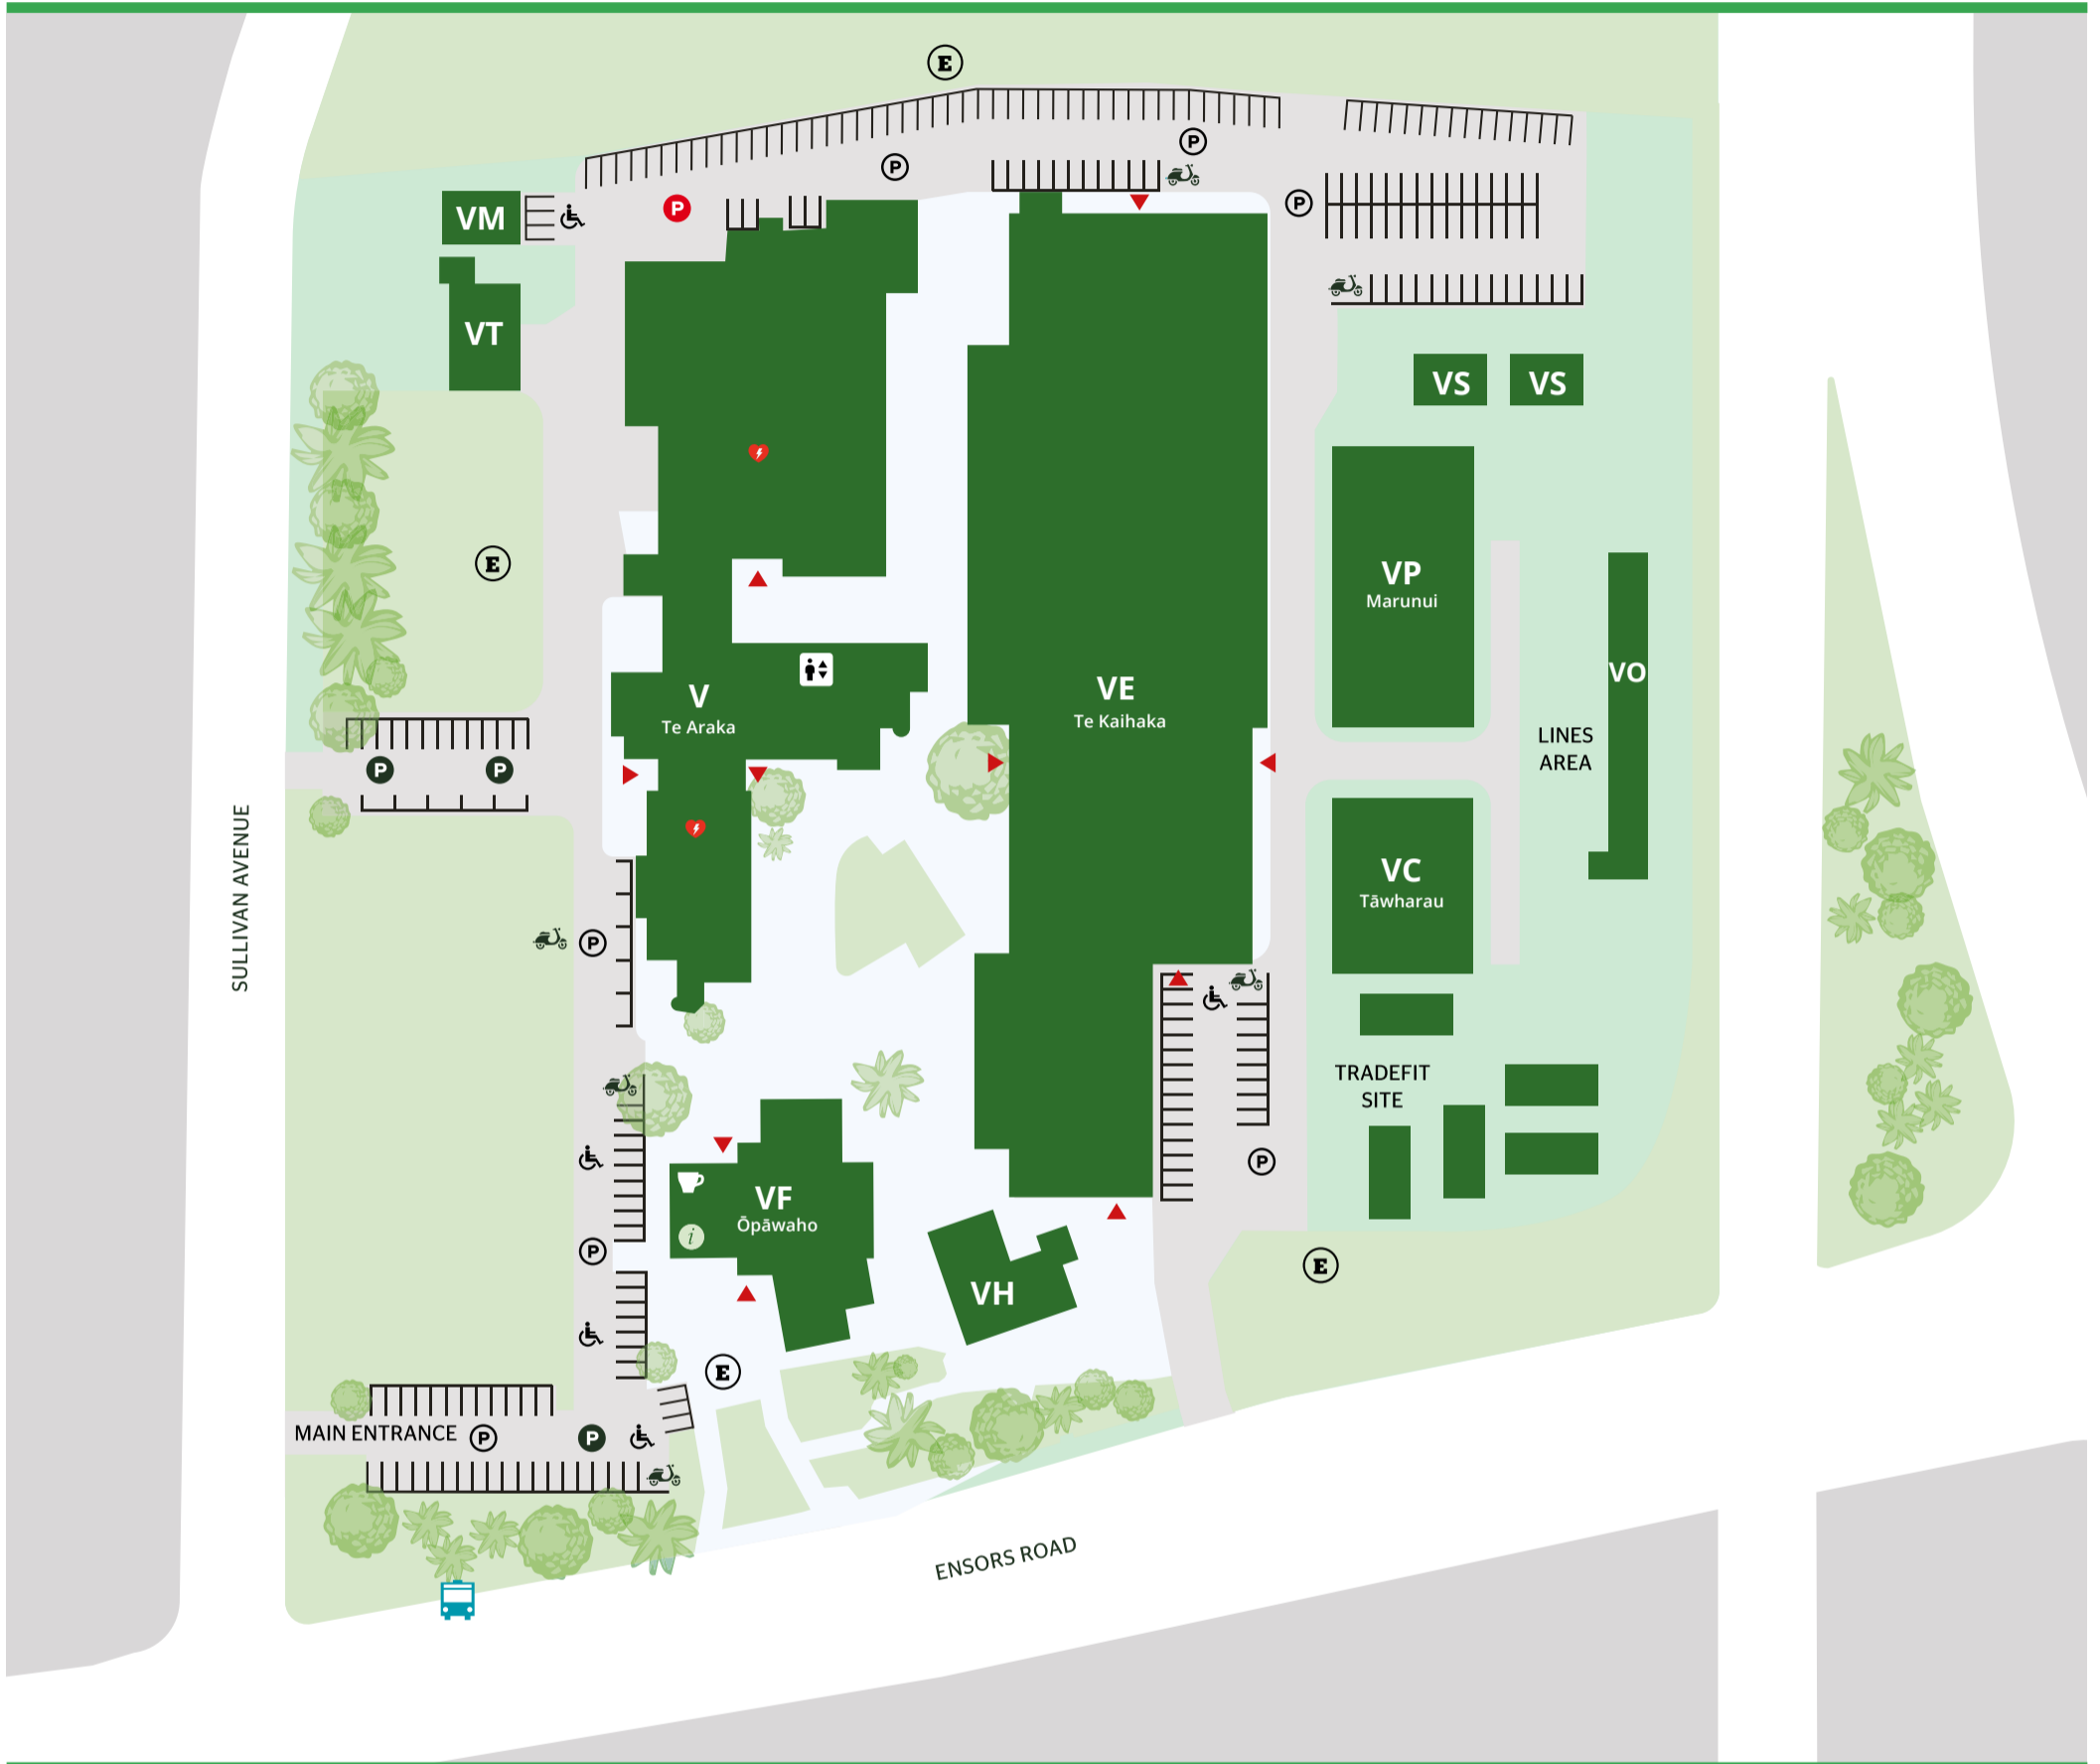 E
P
P
VM
P
P
VT
VS
VS
E
VP
Marunui
VO
V
Te Araka
VE
Te Kaihaka
LINES
AREA
P
P
SULLIVAN AVENUE
VC
Tāwharau
P
TRADEFIT
SITE
P
VF
Ōpāwaho
i
P
E
VH
E
MAIN ENTRANCE
P
P
ENSORS ROAD